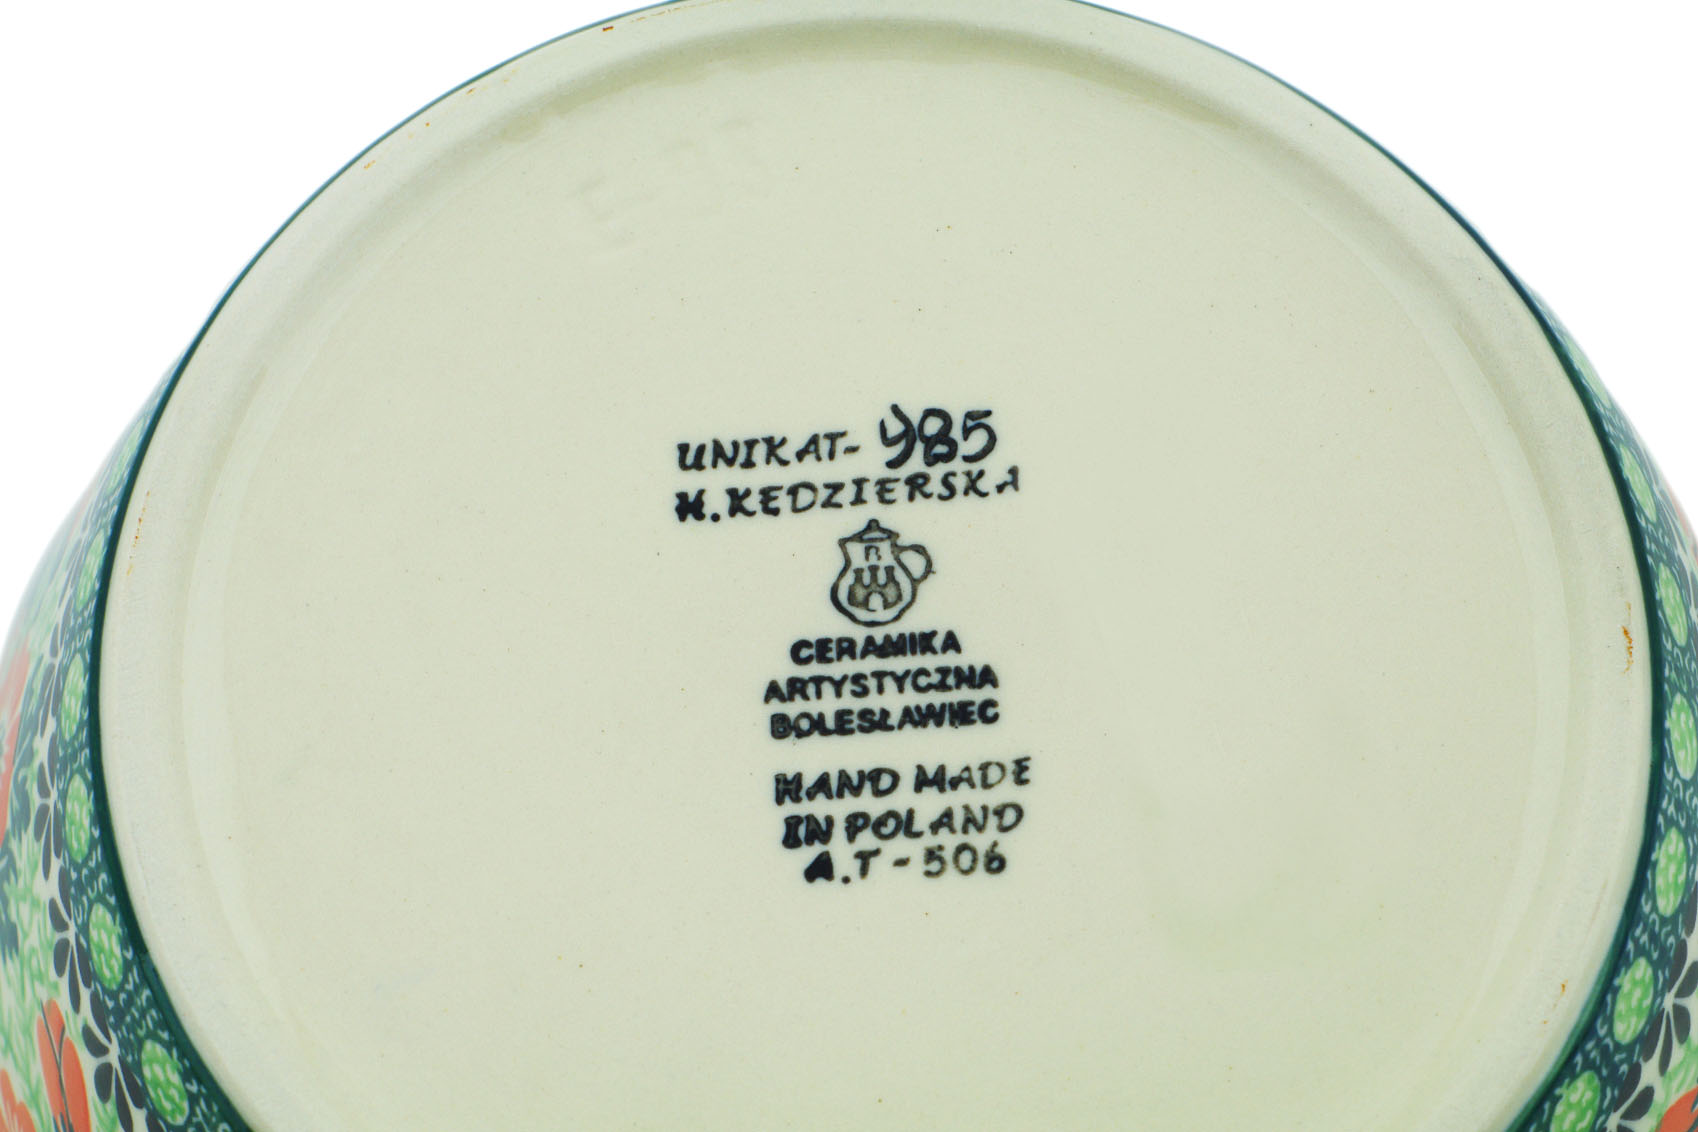 UNIKAT- 985
H.KEDZIERSKA
B
CERAMIKA
ARTYSTYCZNA
BOLESŁAWIEC
HAND MADE
IN POLAND
A.T-506